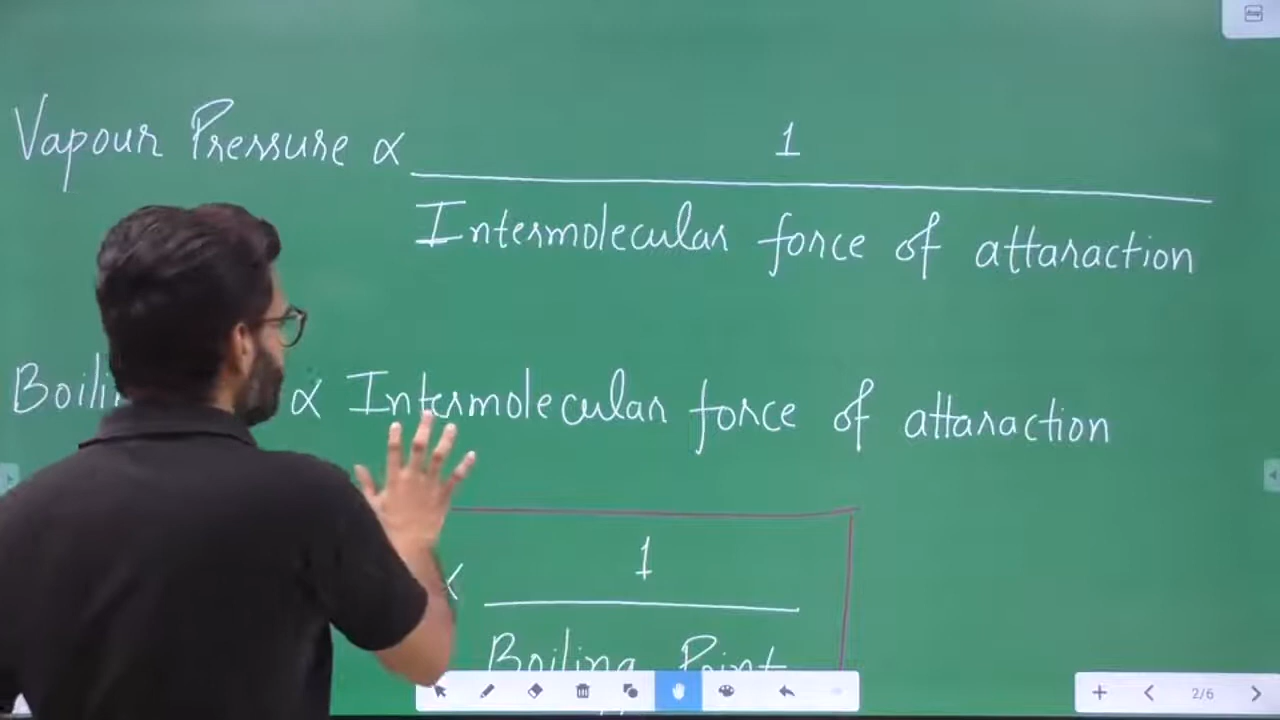 Vapour Pressure ∝ 1
Intermolecular force of attaraction
∝ Intermolecular force of attaraction
1
Boiling Point
2/6